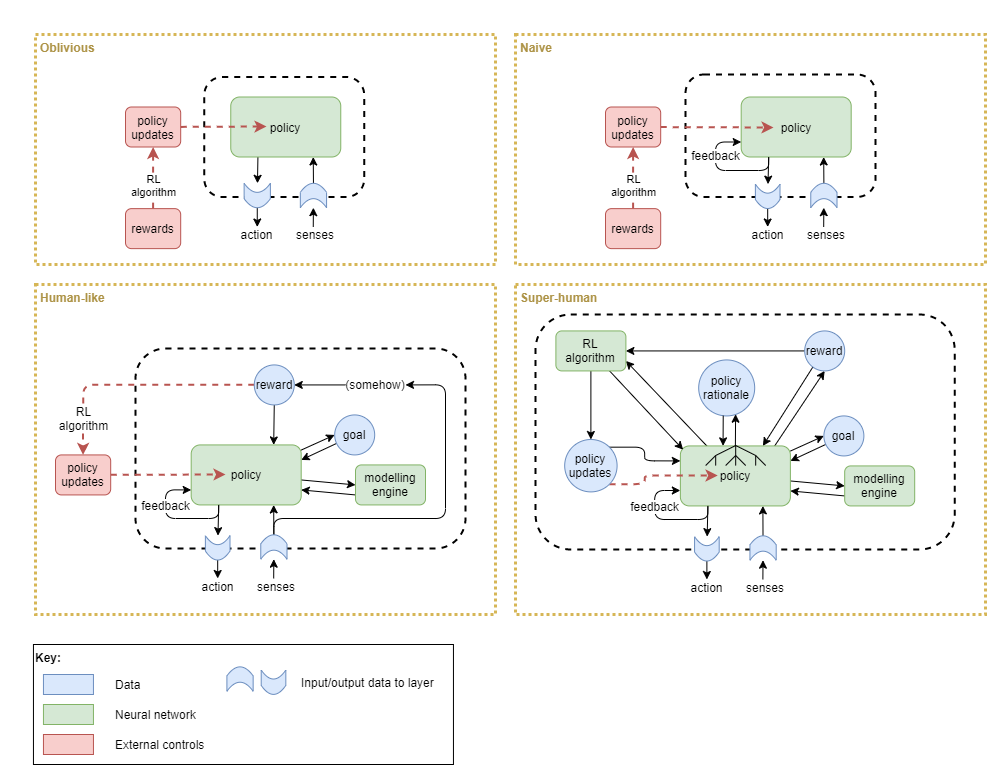 Oblivious
policy
updates
policy
RL
algorithm
rewards
action
senses
Naive
policy
updates
policy
feedback
RL
algorithm
rewards
action
senses
Human-like
reward
(somehow)
RL
algorithm
goal
policy
updates
policy
modelling
engine
feedback
action
senses
Super-human
RL
algorithm
reward
policy
rationale
goal
policy
updates
policy
modelling
engine
feedback
action
senses
Key:
Data
Input/output data to layer
Neural network
External controls